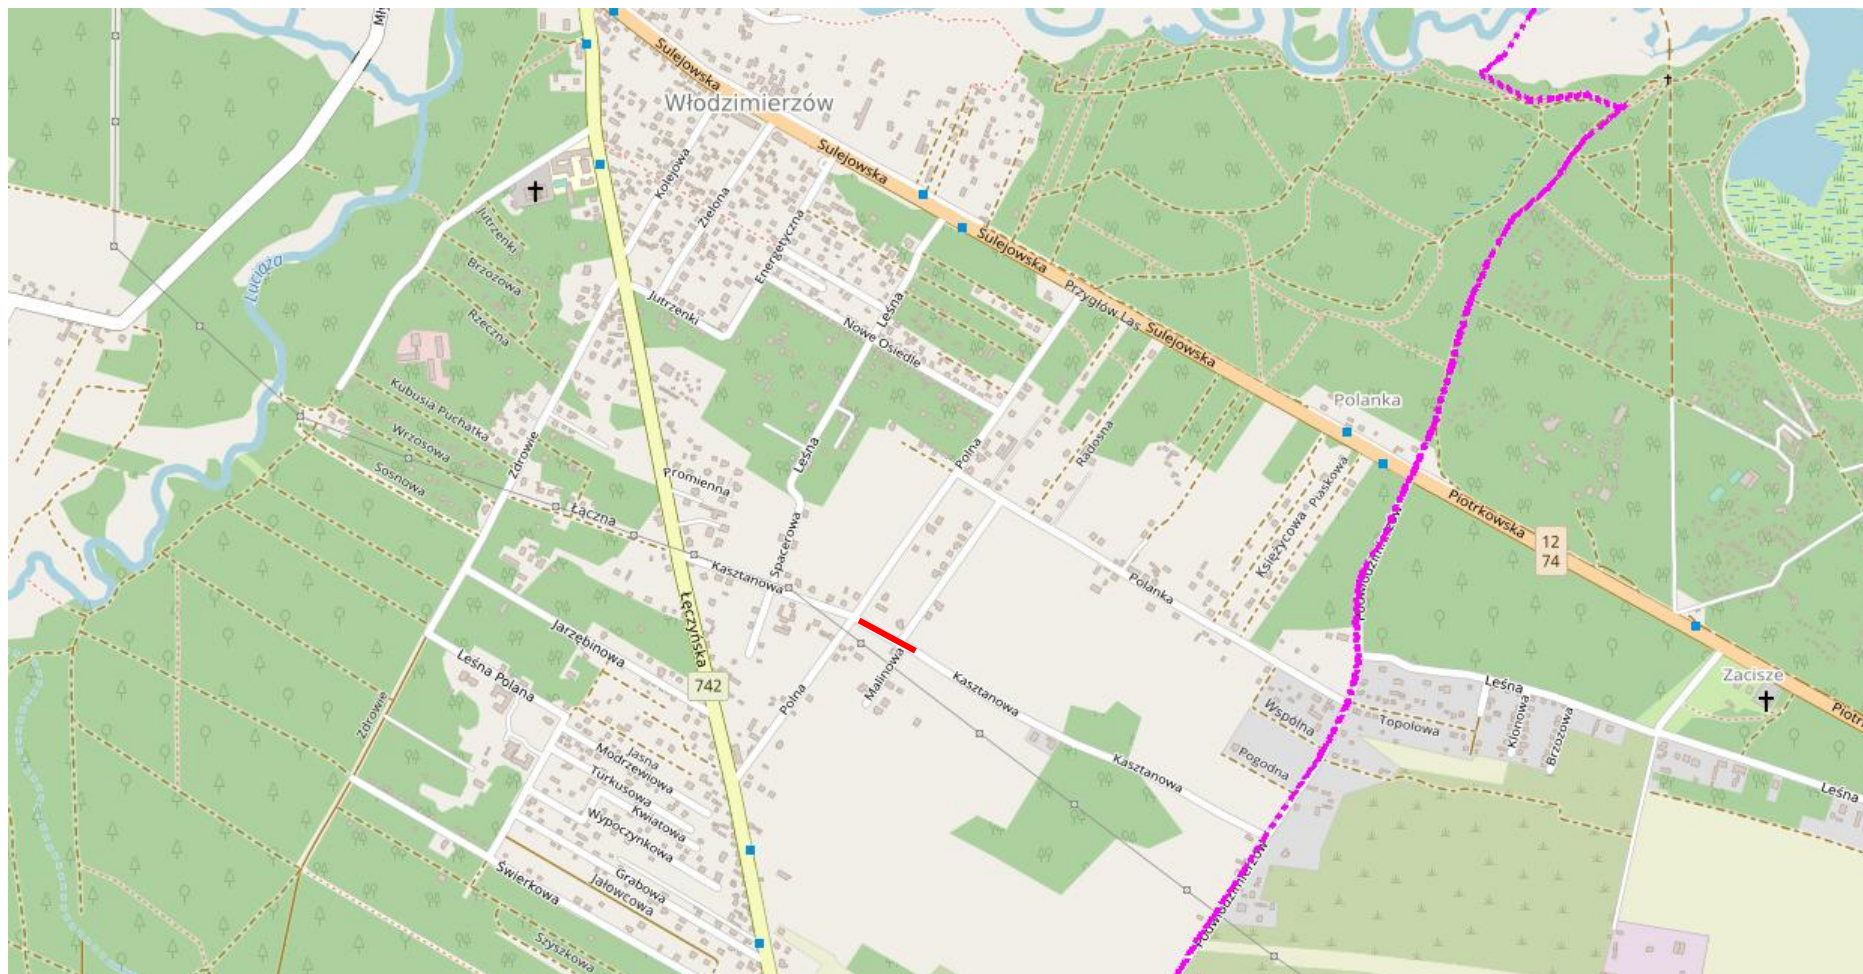 Sulejowska
Włodzimierzów
Sulejowska
Kolejowa
Zielona
Energetyczna
Jutrzenki
Sulejowska
Brzozowa
Luciąża
Rzeczna
Jutrzenki
Leśna
Przygłów Las
Sulejowska
Nowe Osiedle
Kubusia Puchatka
Polanka
Wrzosowa
Zdrowie
Leśna
Polna
Radosna
Sosnowa
Promienna
Piaskowa
Księżycowa
Piotrkowska
12
74
Łączna
Spacerowa
Kasztanowa
Polanka
Łęczyńska
Jarzębinowa
Leśna Polana
Malinowa
Kasztanowa
742
Polna
Zdrowie
Leśna
Zacisze
Wspólna
Topolowa
Klonowa
Brzozowa
Jasna
Modrzewiowa
Turkusowa
Kwiatowa
Wypoczynkowa
Kasztanowa
Pogodna
Leśna
Grabowa
Jałowcowa
Świerkowa
Szyszkowa
Podwłodzimierzów